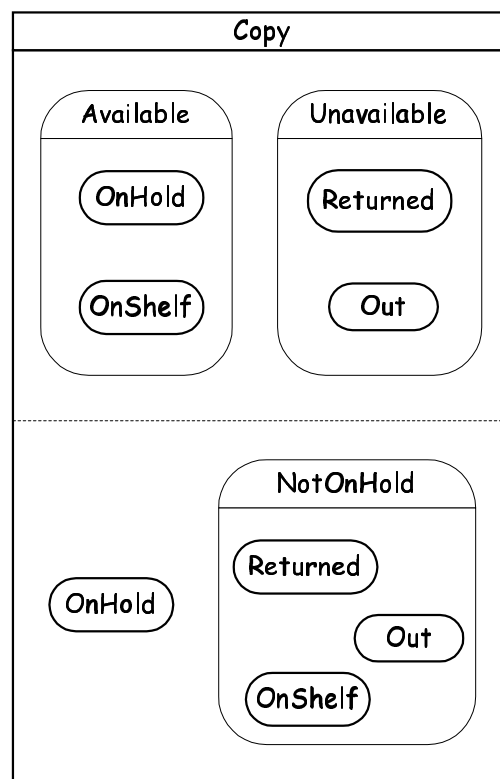 Copy
Available
Unavailable
OnHold
Returned
OnShelf
Out
NotOnHold
Returned
OnHold
Out
OnShelf